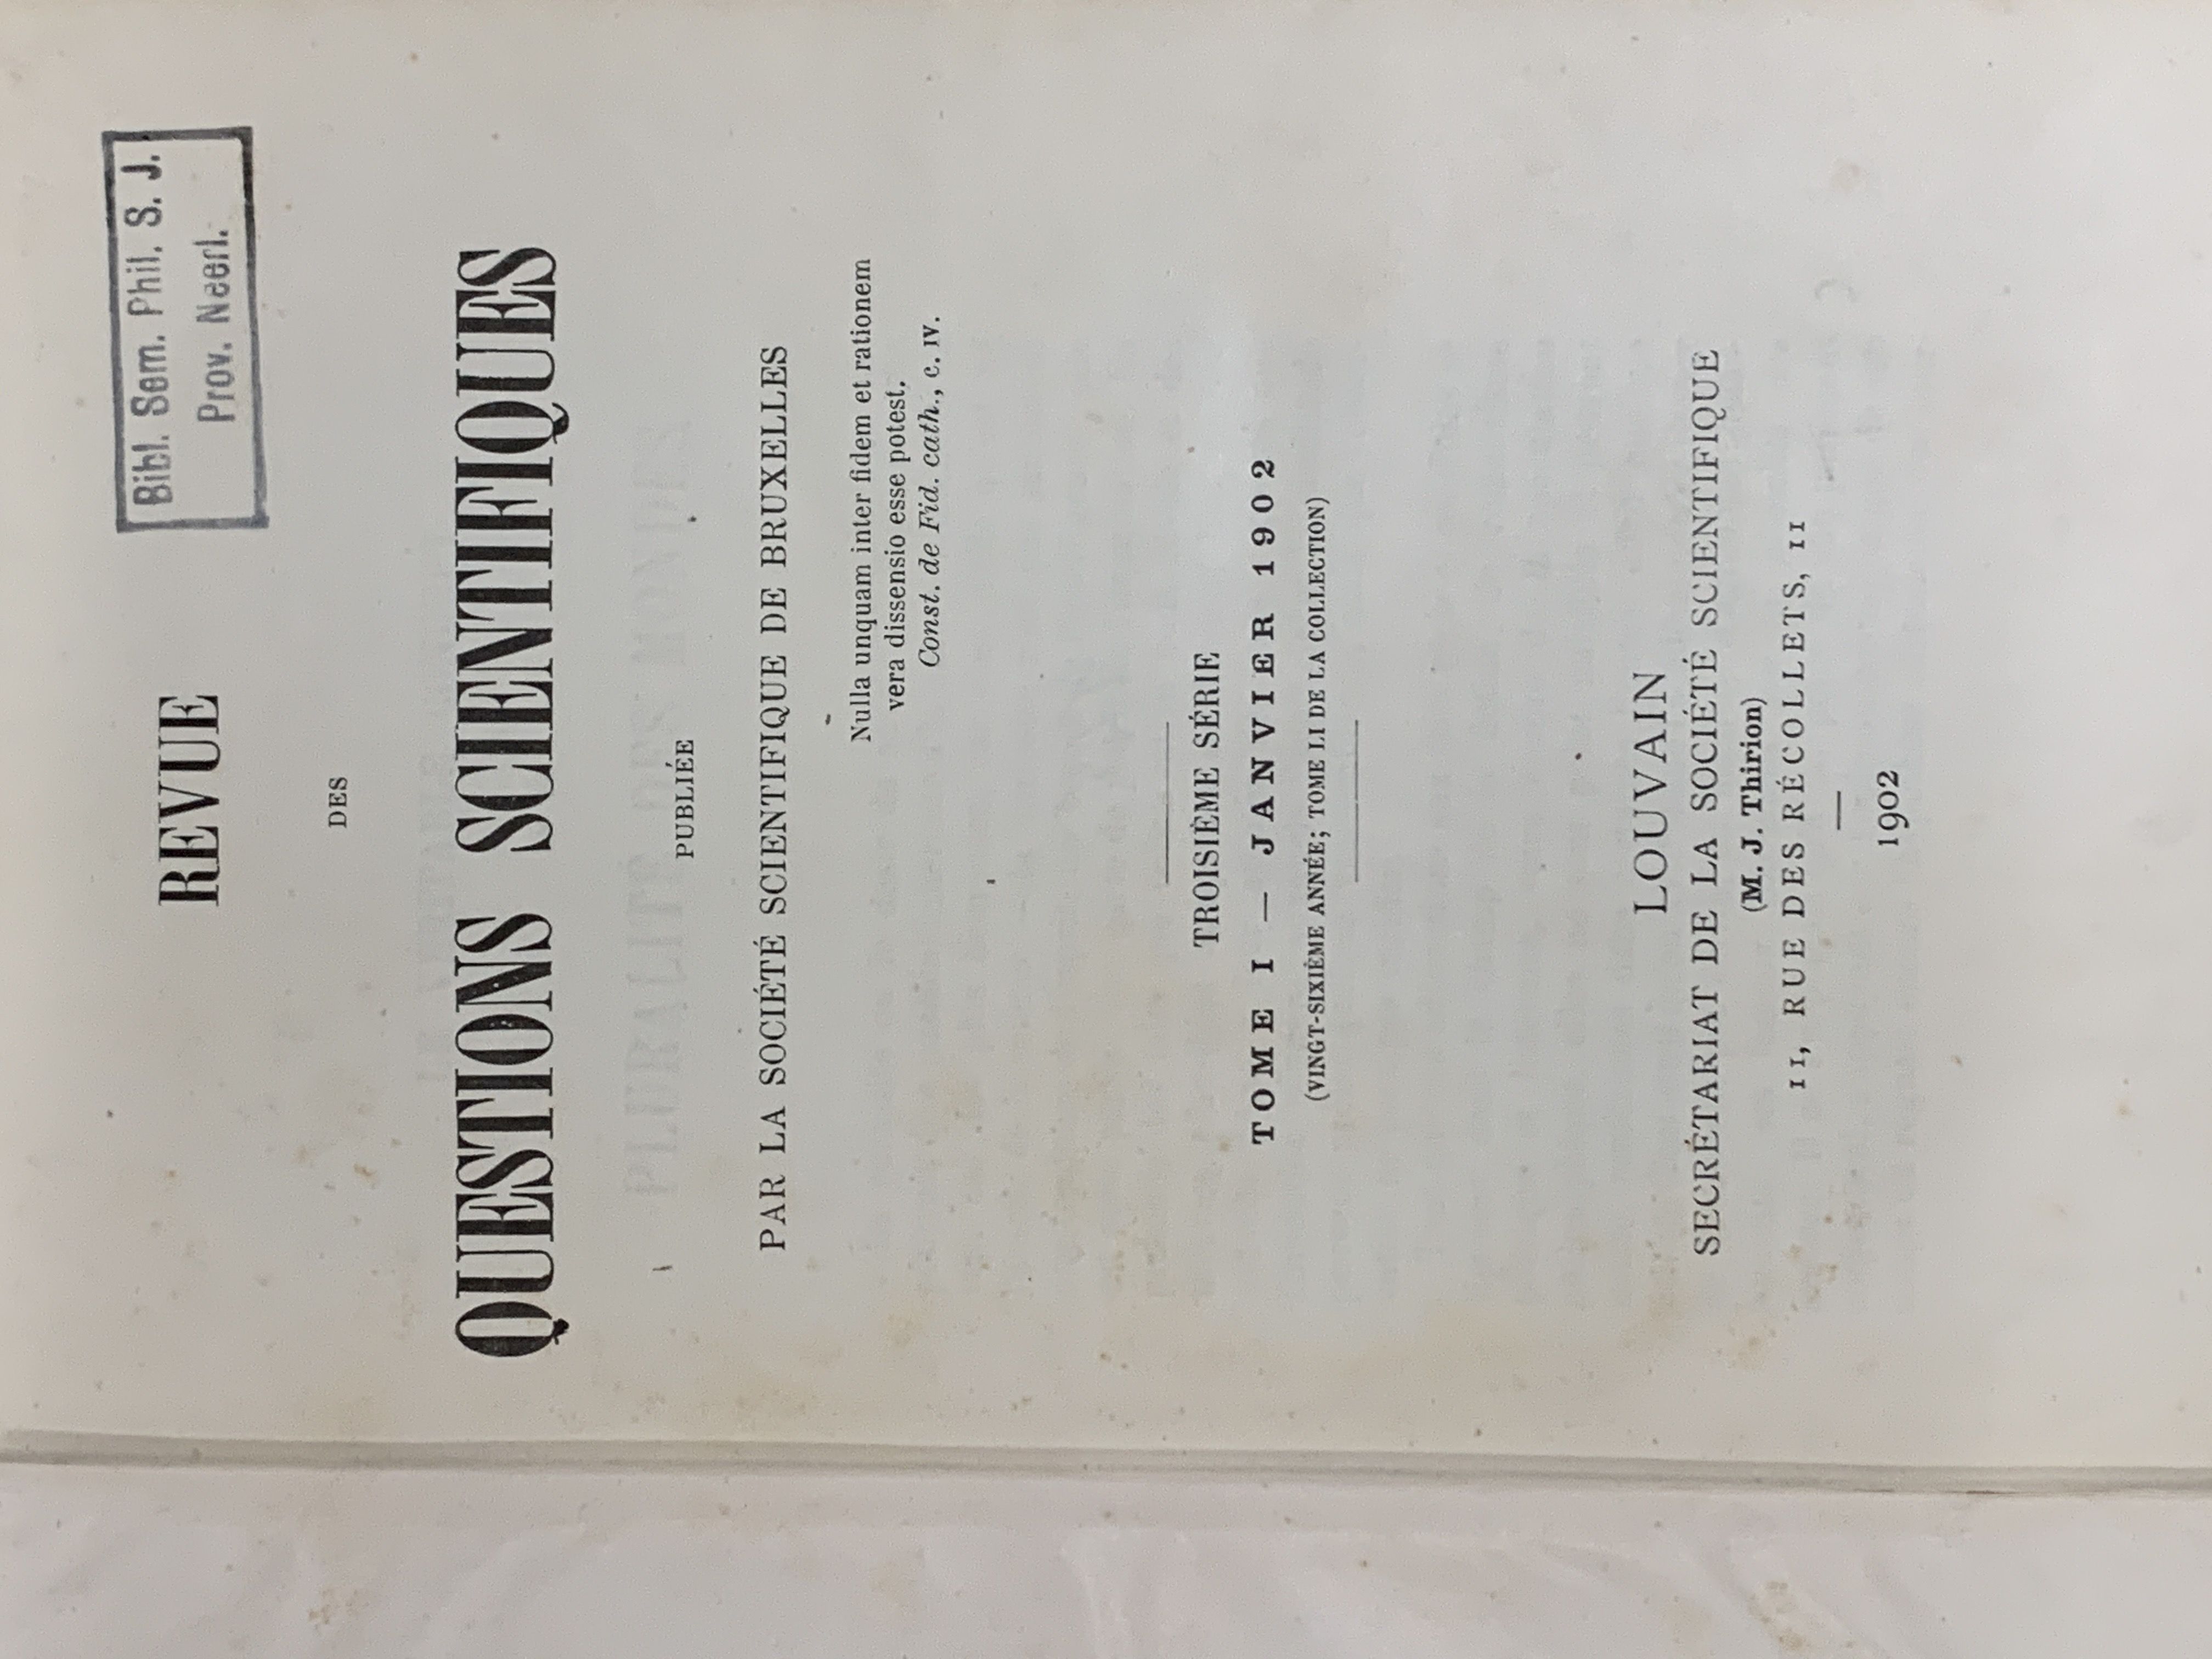 Bibl. Sem. Phil. S. J.
Prov. Neerl.
REVUE
DES
QUESTIONS SCIENTIFIQUES
PUBLIÉE
PAR LA SOCIÉTÉ SCIENTIFIQUE DE BRUXELLES
Nulla unquam inter fidem et rationem
vera dissensio esse potest.
Const. de Fid. cath., c. IV.
TROISIÈME SÉRIE
TOME I — JANVIER 1902
(VINGT-SIXIÈME ANNÉE; TOME LI DE LA COLLECTION)
LOUVAIN
SECRÉTARIAT DE LA SOCIÉTÉ SCIENTIFIQUE
(M. J. Thirion)
11, RUE DES RÉCOLLETS, 11
1902